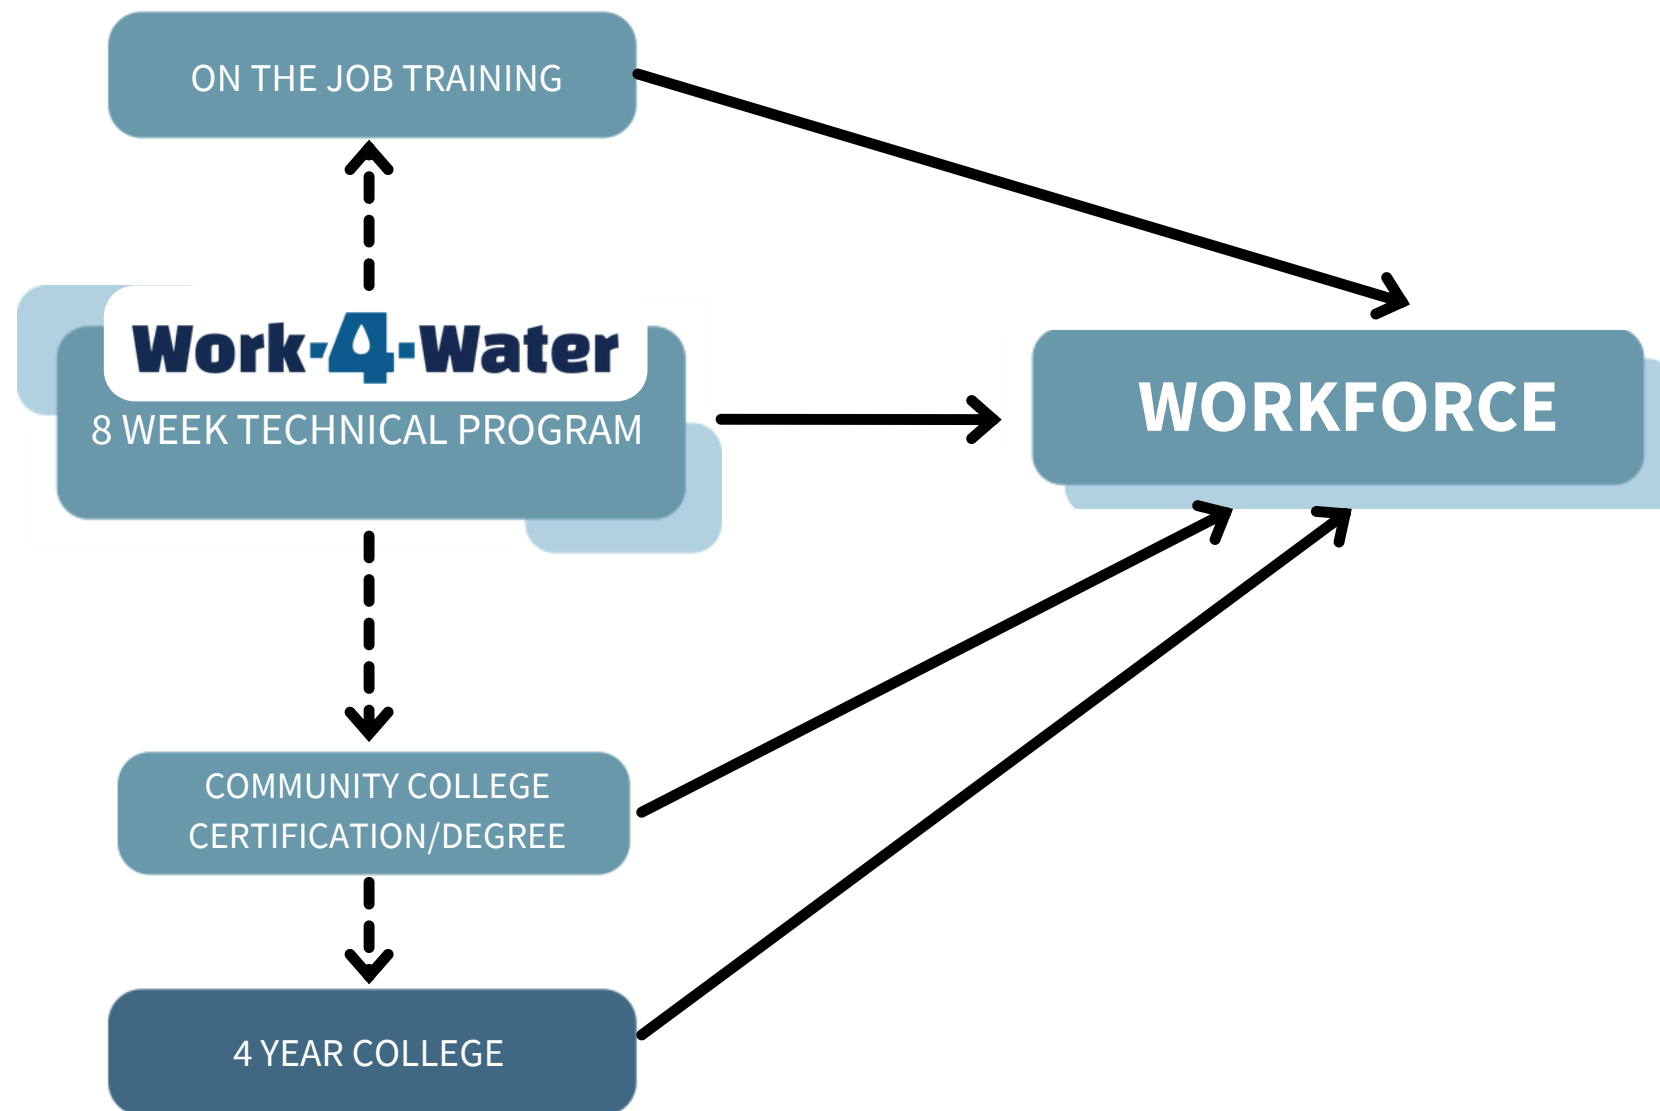 ON THE JOB TRAINING
Work-4-Water
8 WEEK TECHNICAL PROGRAM
WORKFORCE
COMMUNITY COLLEGE
CERTIFICATION/DEGREE
4 YEAR COLLEGE